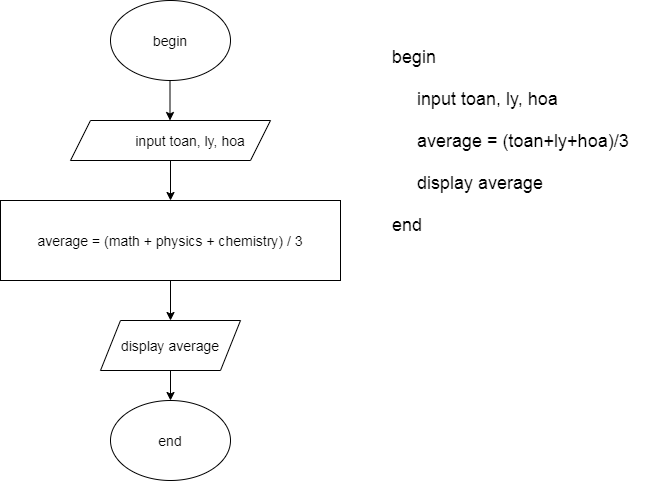 begin
input toan, ly, hoa
average = (math + physics + chemistry) / 3
display average
end
begin
input toan, ly, hoa
average = (toan+ly+hoa)/3
display average
end